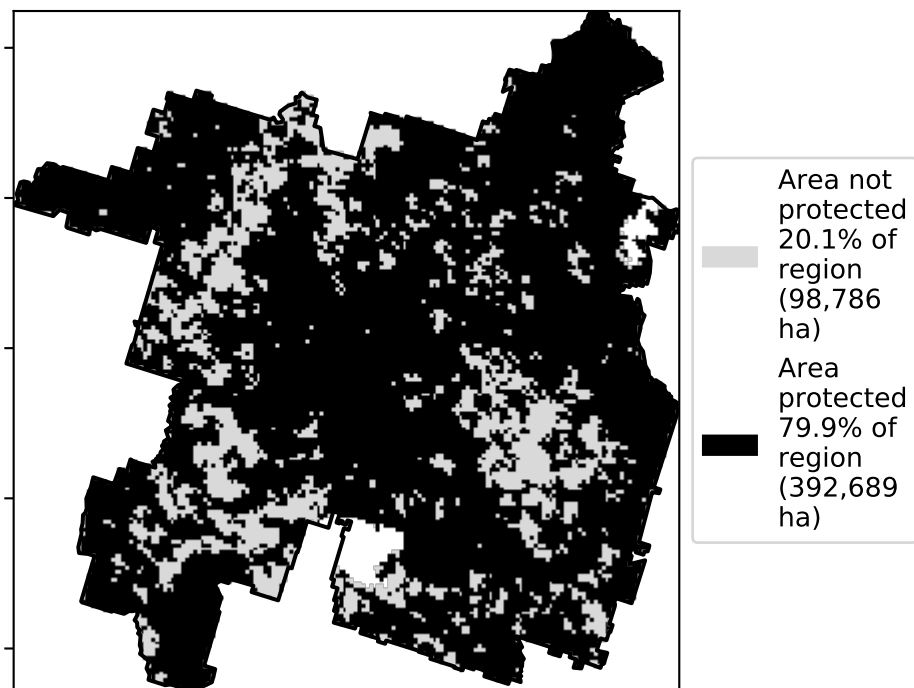 Area not
protected
20.1% of
region
(98,786
ha)
Area
protected
79.9% of
region
(392,689
ha)